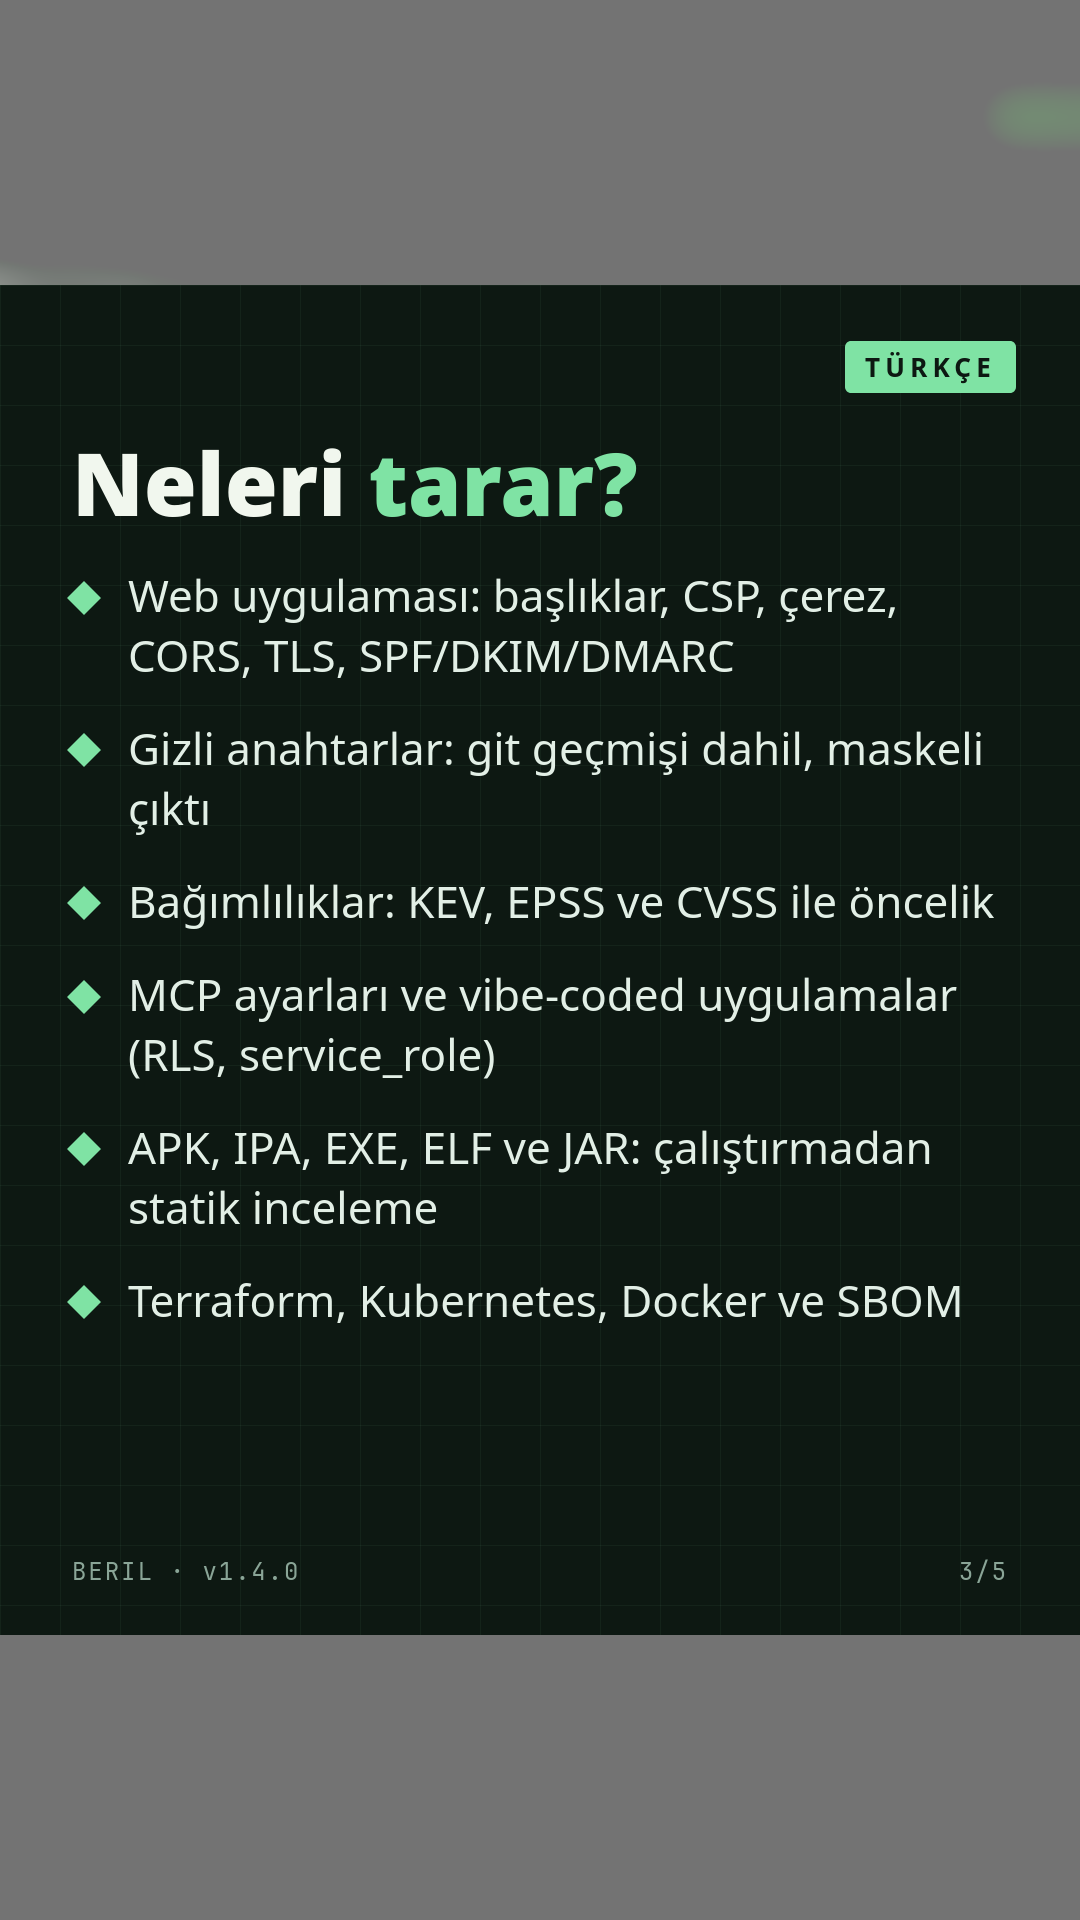 TÜRKÇE
Neleri tarar?
Web uygulaması: başlıklar, CSP, çerez,
CORS, TLS, SPF/DKIM/DMARC
Gizli anahtarlar: git geçmişi dahil, maskeli
çıktı
Bağımlılıklar: KEV, EPSS ve CVSS ile öncelik
MCP ayarları ve vibe-coded uygulamalar
(RLS, service_role)
APK, IPA, EXE, ELF ve JAR: çalıştırmadan
statik inceleme
Terraform, Kubernetes, Docker ve SBOM
BERIL · v1.4.0
3/5